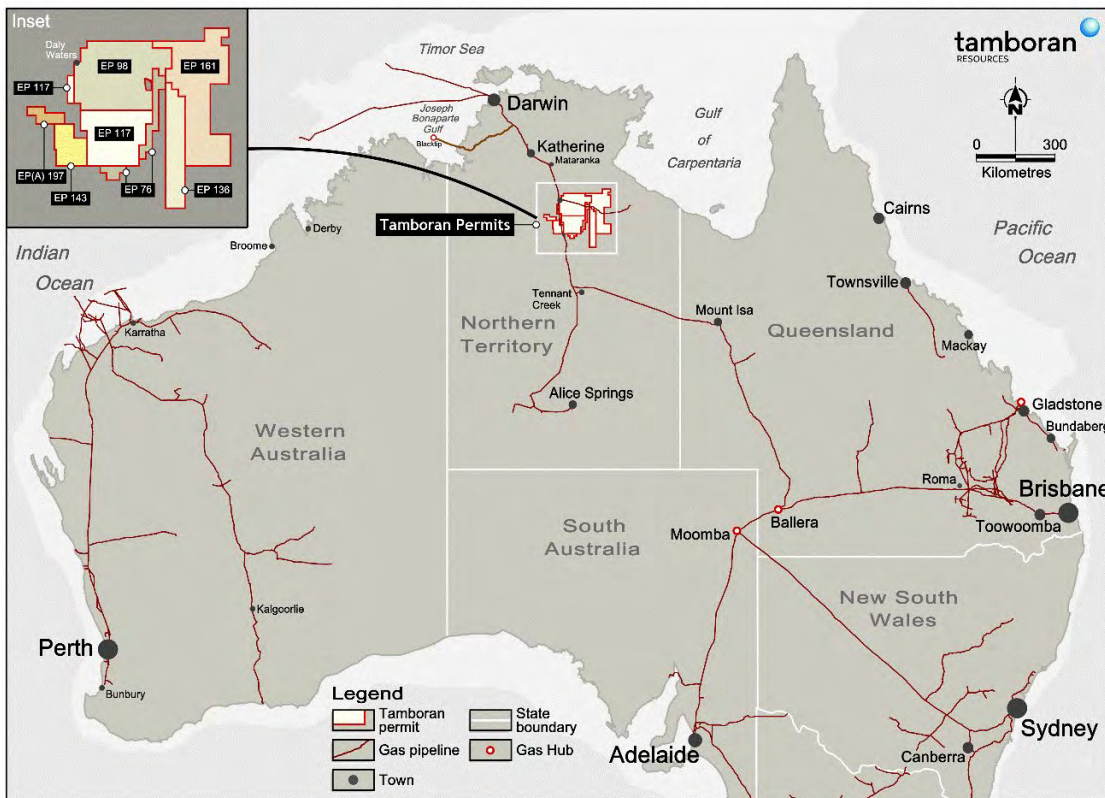 Inset
Daly
Waters
EP 98
EP 161
EP 117
EP 117
EP(A) 197
EP 143
EP 76
EP 136
tamboran
RESOURCES
N
0
300
Kilometres
Timor Sea
Joseph
Bonaparte
Gulf
Blacktip
Darwin
Katherine
Mataranka
Gulf
of
Carpentaria
Tamboran Permits
Cairns
Pacific
Ocean
Indian
Ocean
Derby
Broome
Townsville
Tennant
Creek
Mount Isa
Karratha
Northern
Territory
Queensland
Mackay
Alice Springs
Gladstone
Bundaberg
Western
Australia
Roma
Brisbane
Toowoomba
Ballera
Moomba
South
Australia
New South
Wales
Kalgoorlie
Perth
Bunbury
Sydney
Canberra
Adelaide
Legend
Tamboran
permit
State
boundary
Gas pipeline
Gas Hub
Town